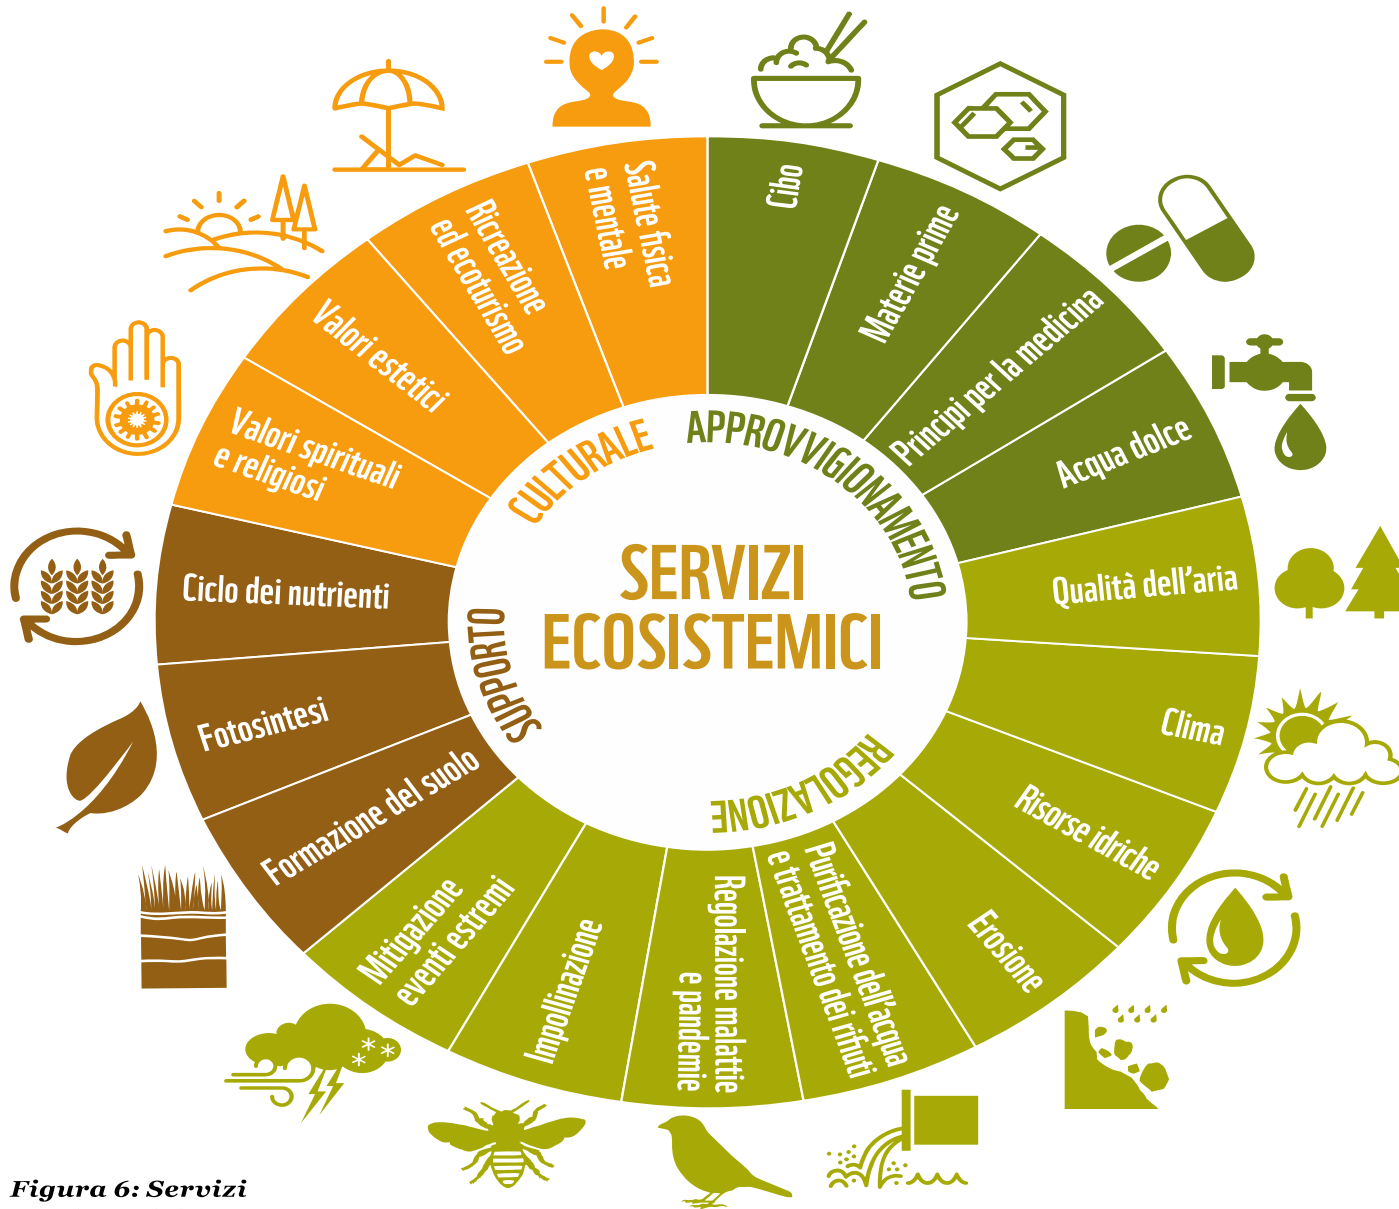 SERVIZI
ECOSISTEMICI
APPROVVIGIONAMENTO
Cibo
Materie prime
Principi per la medicina
Acqua dolce
REGOLAZIONE
Qualità dell'aria
Clima
Risorse idriche
Erosione
Purificazione dell'acqua
e trattamento dei rifiuti
Regolazione malattie
e pandemie
Impollinazione
Mitigazione
eventi estremi
SUPPORTO
Formazione del suolo
Fotosintesi
Ciclo dei nutrienti
CULTURALE
Valori spirituali
e religiosi
Valori estetici
Ricreazione
ed ecoturismo
Salute fisica
e mentale
Figura 6: Servizi